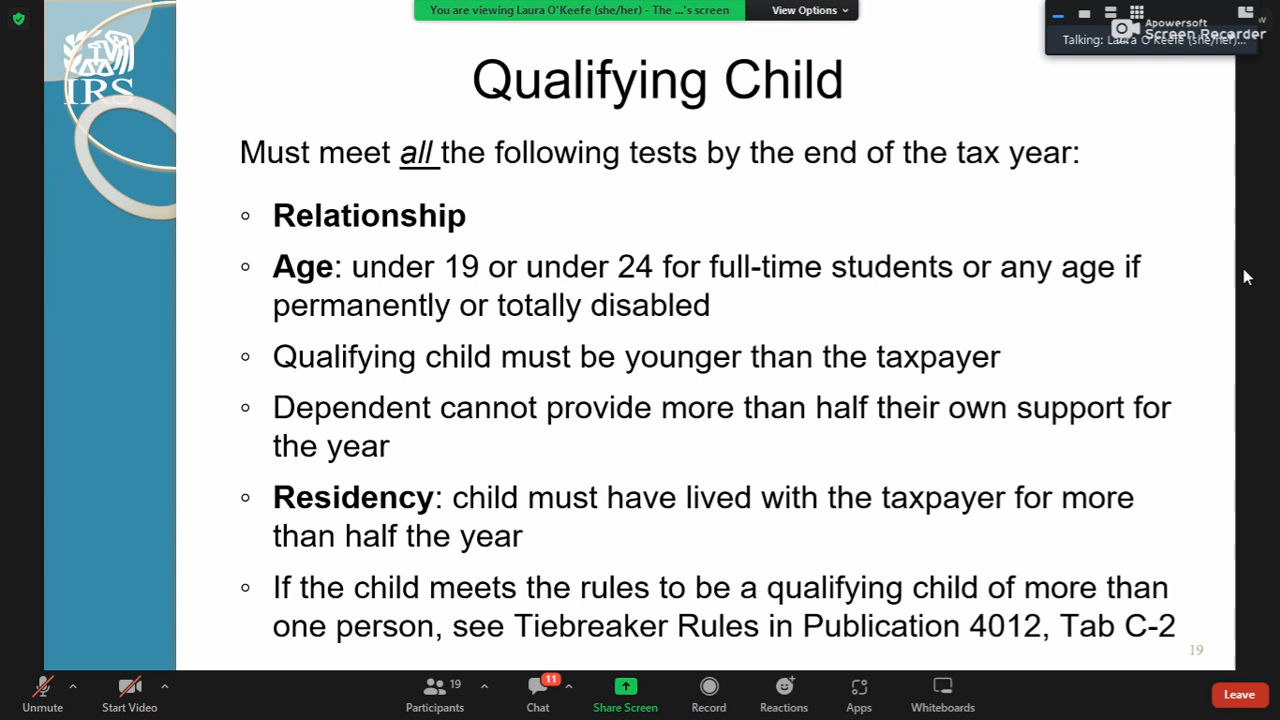 You are viewing Laura O'Keefe (she/her) - The ...'s screen
View Options
Apowersoft
Screen Recorder
Talking: Laura O'Keefe (she/her)...
IRS
Qualifying Child
Must meet all the following tests by the end of the tax year:
◦ Relationship
◦ Age: under 19 or under 24 for full-time students or any age if
permanently or totally disabled
◦ Qualifying child must be younger than the taxpayer
◦ Dependent cannot provide more than half their own support for
the year
◦ Residency: child must have lived with the taxpayer for more
than half the year
◦ If the child meets the rules to be a qualifying child of more than
one person, see Tiebreaker Rules in Publication 4012, Tab C-2
19
Unmute
Start Video
19
Participants
11
Chat
Share Screen
Record
Reactions
Apps
Whiteboards
Leave